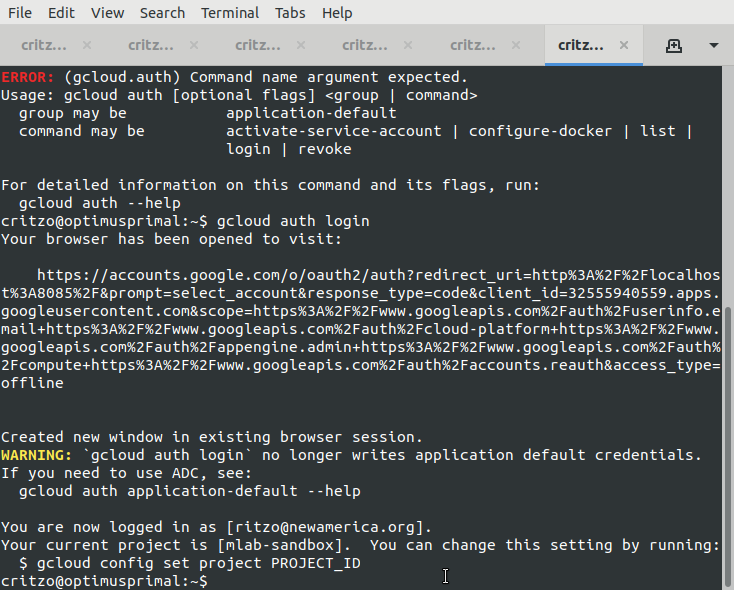 File Edit View Search Terminal Tabs Help
critz... × critz... × critz... × critz... × critz... × critz... ×
ERROR: (gcloud.auth) Command name argument expected.
Usage: gcloud auth [optional flags] <group | command>
  group may be           application-default
  command may be         activate-service-account | configure-docker | list |
                         login | revoke

For detailed information on this command and its flags, run:
  gcloud auth --help
critzo@optimusprimal:~$ gcloud auth login
Your browser has been opened to visit:

    https://accounts.google.com/o/oauth2/auth?redirect_uri=http%3A%2F%2Flocalhos
t%3A8085%2F&prompt=select_account&response_type=code&client_id=32555940559.apps.
googleusercontent.com&scope=https%3A%2F%2Fwww.googleapis.com%2Fauth%2Fuserinfo.e
mail+https%3A%2F%2Fwww.googleapis.com%2Fauth%2Fcloud-platform+https%3A%2F%2Fwww.
googleapis.com%2Fauth%2Fappengine.admin+https%3A%2F%2Fwww.googleapis.com%2Fauth%
2Fcompute+https%3A%2F%2Fwww.googleapis.com%2Fauth%2Faccounts.reauth&access_type=
offline


Created new window in existing browser session.
WARNING: `gcloud auth login` no longer writes application default credentials.
If you need to use ADC, see:
  gcloud auth application-default --help

You are now logged in as [ritzo@newamerica.org].
Your current project is [mlab-sandbox].  You can change this setting by running:
  $ gcloud config set project PROJECT_ID
critzo@optimusprimal:~$